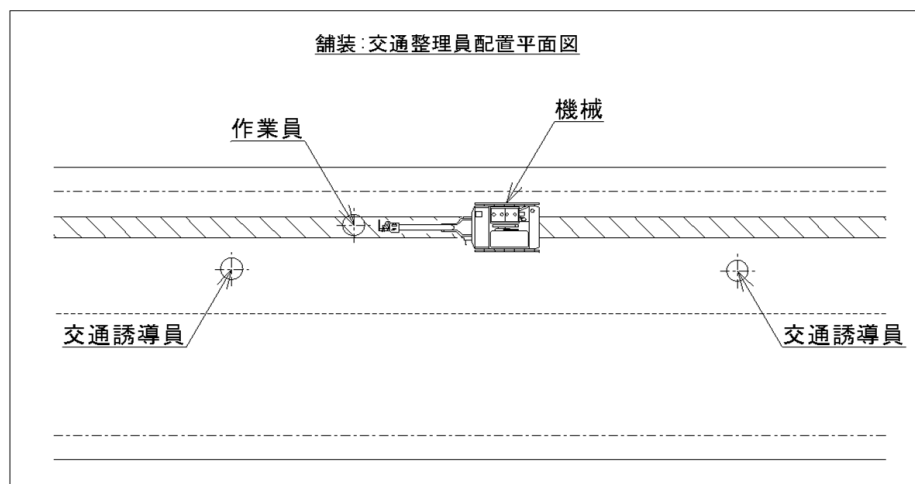 舗装:交通整理員配置平面図
機械
作業員
交通誘導員
交通誘導員